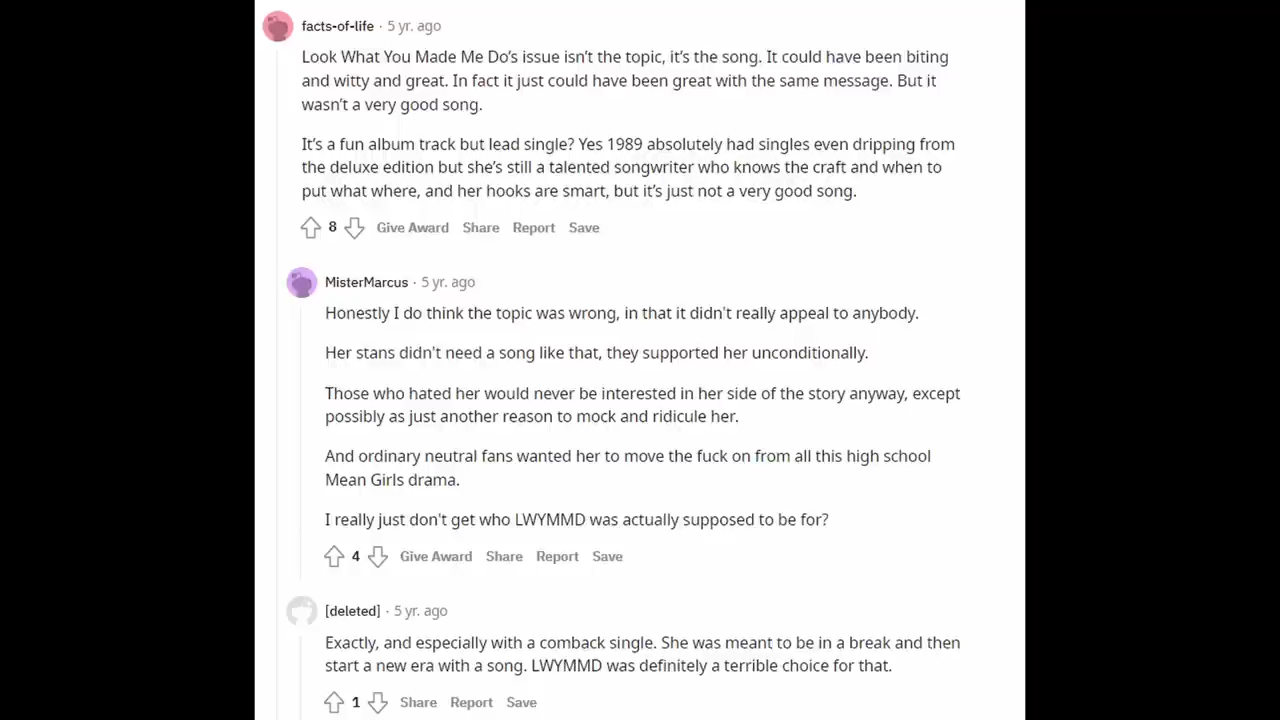 facts-of-life · 5 yr. ago
Look What You Made Me Do's issue isn't the topic, it's the song. It could have been biting
and witty and great. In fact it just could have been great with the same message. But it
wasn't a very good song.
It's a fun album track but lead single? Yes 1989 absolutely had singles even dripping from
the deluxe edition but she's still a talented songwriter who knows the craft and when to
put what where, and her hooks are smart, but it's just not a very good song.
8 Give Award Share Report Save
MisterMarcus · 5 yr. ago
Honestly I do think the topic was wrong, in that it didn't really appeal to anybody.
Her stans didn't need a song like that, they supported her unconditionally.
Those who hated her would never be interested in her side of the story anyway, except
possibly as just another reason to mock and ridicule her.
And ordinary neutral fans wanted her to move the fuck on from all this high school
Mean Girls drama.
I really just don't get who LWYMMD was actually supposed to be for?
4 Give Award Share Report Save
[deleted] · 5 yr. ago
Exactly, and especially with a comback single. She was meant to be in a break and then
start a new era with a song. LWYMMD was definitely a terrible choice for that.
1 Share Report Save